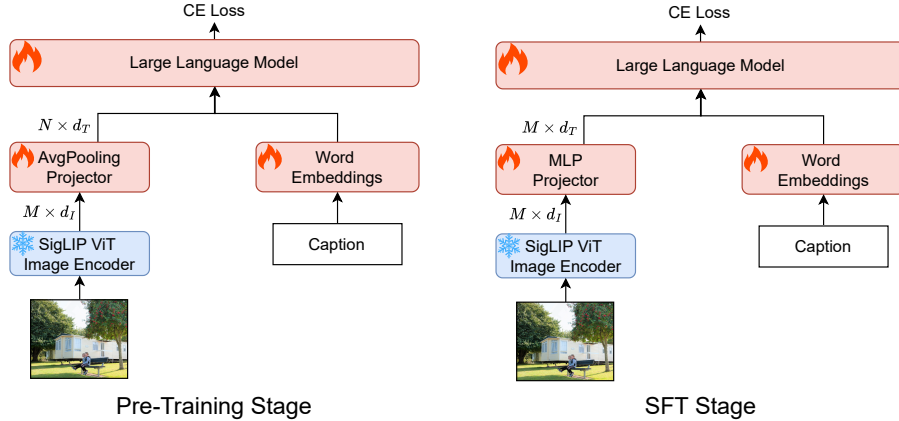 CE Loss
Large Language Model
N × d_T
AvgPooling
Projector
Word
Embeddings
M × d_I
SigLIP ViT
Image Encoder
Caption
Pre-Training Stage
CE Loss
Large Language Model
M × d_T
MLP
Projector
Word
Embeddings
M × d_I
SigLIP ViT
Image Encoder
Caption
SFT Stage